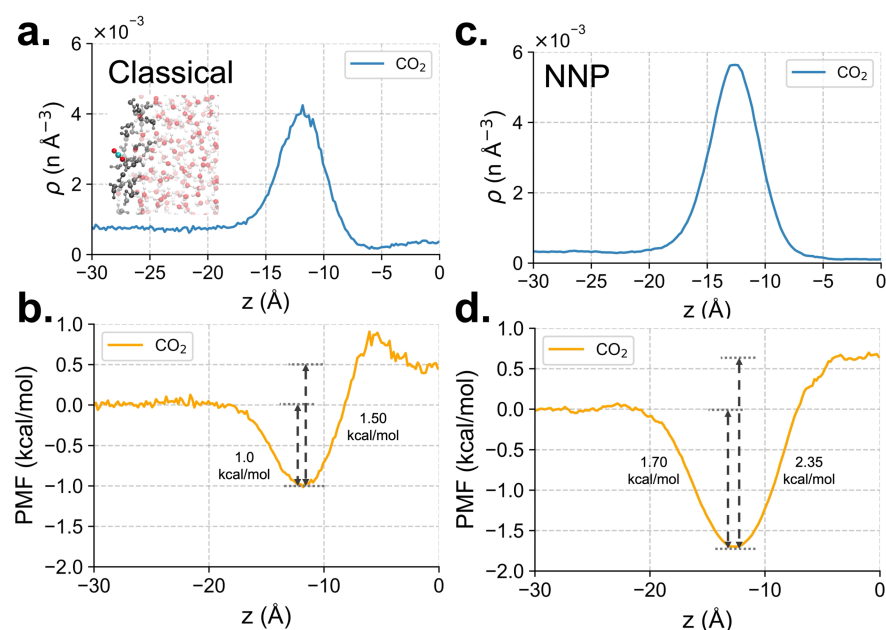 a.
×10⁻³
6
4
2
0
ρ (n Å⁻³)
Classical
CO₂
−30 −25 −20 −15 −10 −5 0
z (Å)
c.
×10⁻³
6
4
2
0
ρ (n Å⁻³)
NNP
CO₂
−30 −25 −20 −15 −10 −5 0
z (Å)
b.
1.0
0.5
0.0
−0.5
−1.0
−1.5
−2.0
PMF (kcal/mol)
CO₂
1.0
kcal/mol
1.50
kcal/mol
−30 −20 −10 0
z (Å)
d.
1.0
0.5
0.0
−0.5
−1.0
−1.5
−2.0
PMF (kcal/mol)
CO₂
1.70
kcal/mol
2.35
kcal/mol
−30 −20 −10 0
z (Å)